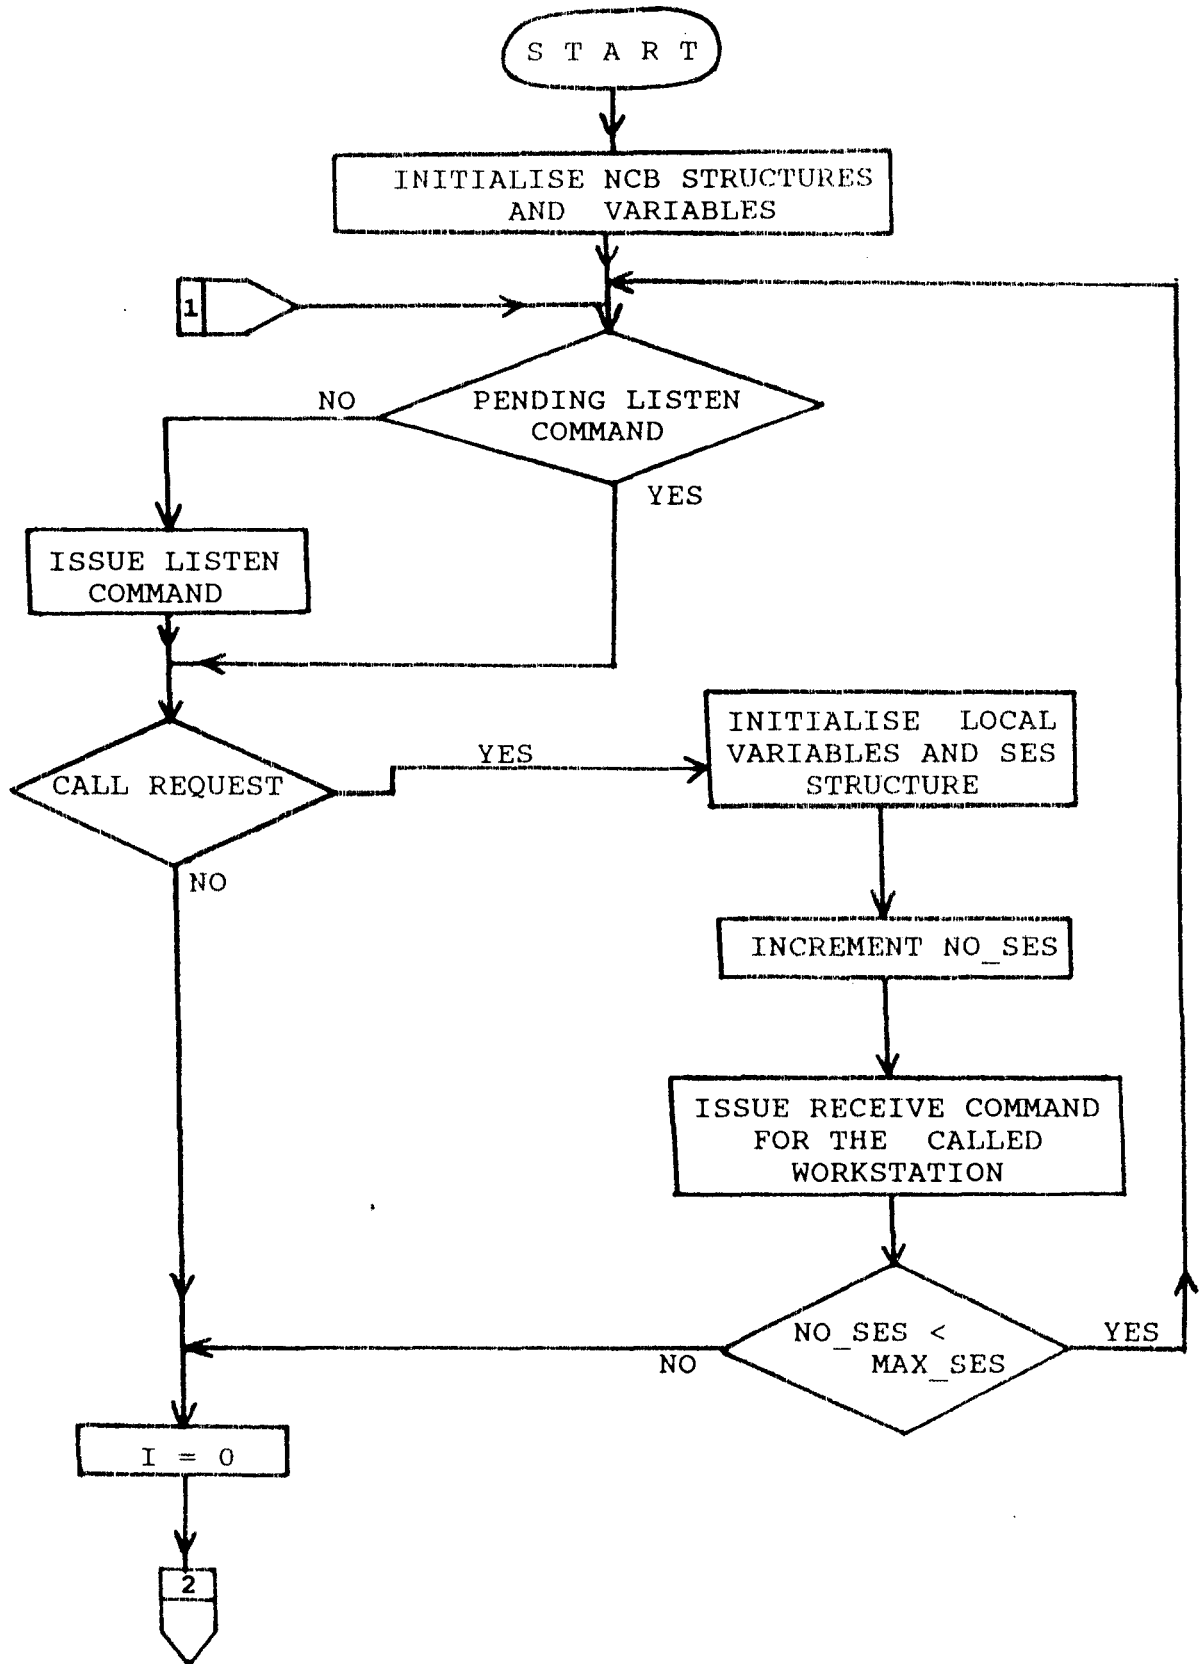 S T A R T
INITIALISE NCB STRUCTURES
AND VARIABLES
1
NO
PENDING LISTEN
COMMAND
YES
ISSUE LISTEN
COMMAND
CALL REQUEST
YES
INITIALISE LOCAL
VARIABLES AND SES
STRUCTURE
NO
INCREMENT NO_SES
ISSUE RECEIVE COMMAND
FOR THE CALLED
WORKSTATION
NO_SES <
MAX_SES
YES
NO
I = 0
2